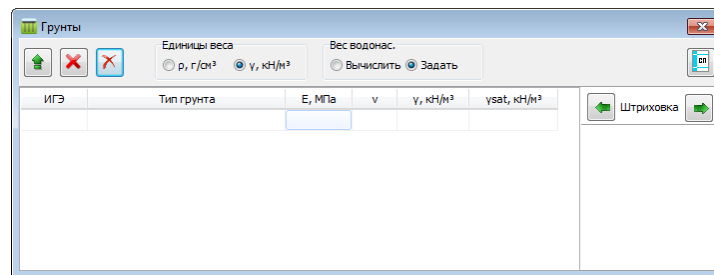 Грунты
Единицы веса
Вес водонас.
ρ, г/см³ γ, кН/м³ Вычислить Задать
сп
ИГЭ Тип грунта E, МПа ν γ, кН/м³ γsat, кН/м³
Штриховка